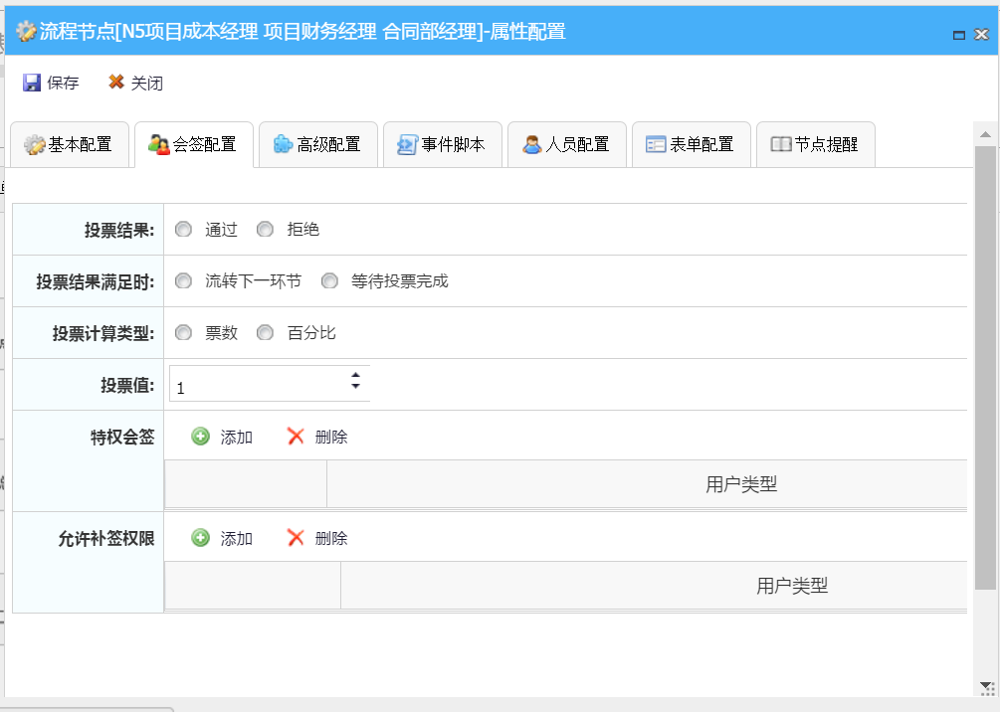 流程节点[N5项目成本经理 项目财务经理 合同部经理]-属性配置
保存 关闭
基本配置 会签配置 高级配置 事件脚本 人员配置 表单配置 节点提醒
投票结果: 通过 拒绝
投票结果满足时: 流转下一环节 等待投票完成
投票计算类型: 票数 百分比
投票值: 1
特权会签 添加 删除
用户类型
允许补签权限 添加 删除
用户类型